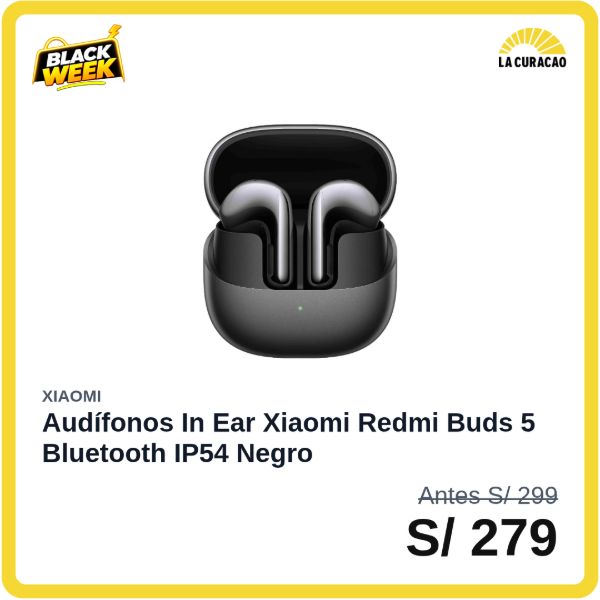 BLACK
WEEK
LA CURACAO
XIAOMI
Audífonos In Ear Xiaomi Redmi Buds 5
Bluetooth IP54 Negro
Antes S/ 299
S/ 279